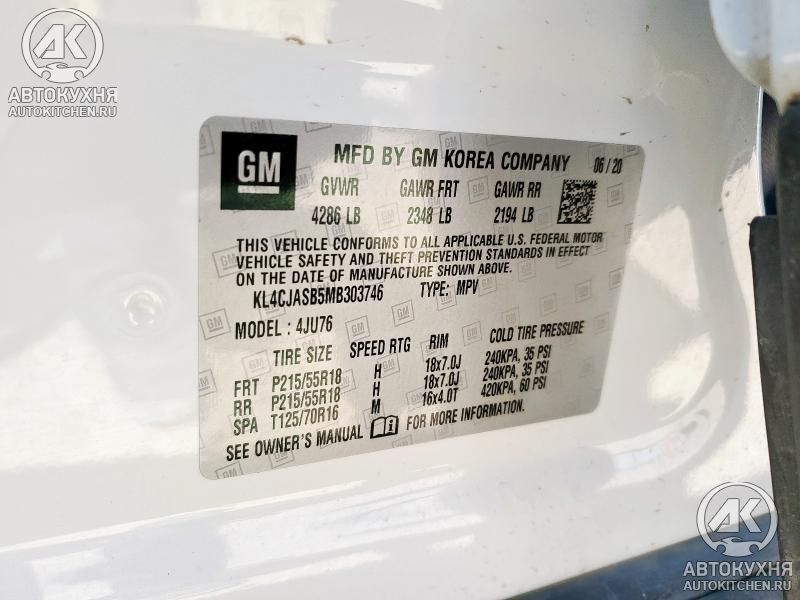 АК
АВТОКУХНЯ
AUTOKITCHEN.RU
GM
MFD BY GM KOREA COMPANY 06 / 20
GVWR GAWR FRT GAWR RR
4286 LB 2348 LB 2194 LB
THIS VEHICLE CONFORMS TO ALL APPLICABLE U.S. FEDERAL MOTOR
VEHICLE SAFETY AND THEFT PREVENTION STANDARDS IN EFFECT
ON THE DATE OF MANUFACTURE SHOWN ABOVE.
KL4CJASB5MB303746 TYPE: MPV
MODEL : 4JU76
TIRE SIZE SPEED RTG RIM COLD TIRE PRESSURE
FRT P215/55R18 H 18x7.0J 240KPA, 35 PSI
RR P215/55R18 H 18x7.0J 240KPA, 35 PSI
SPA T125/70R16 M 16x4.0T 420KPA, 60 PSI
SEE OWNER'S MANUAL FOR MORE INFORMATION.
АК
АВТОКУХНЯ
AUTOKITCHEN.RU